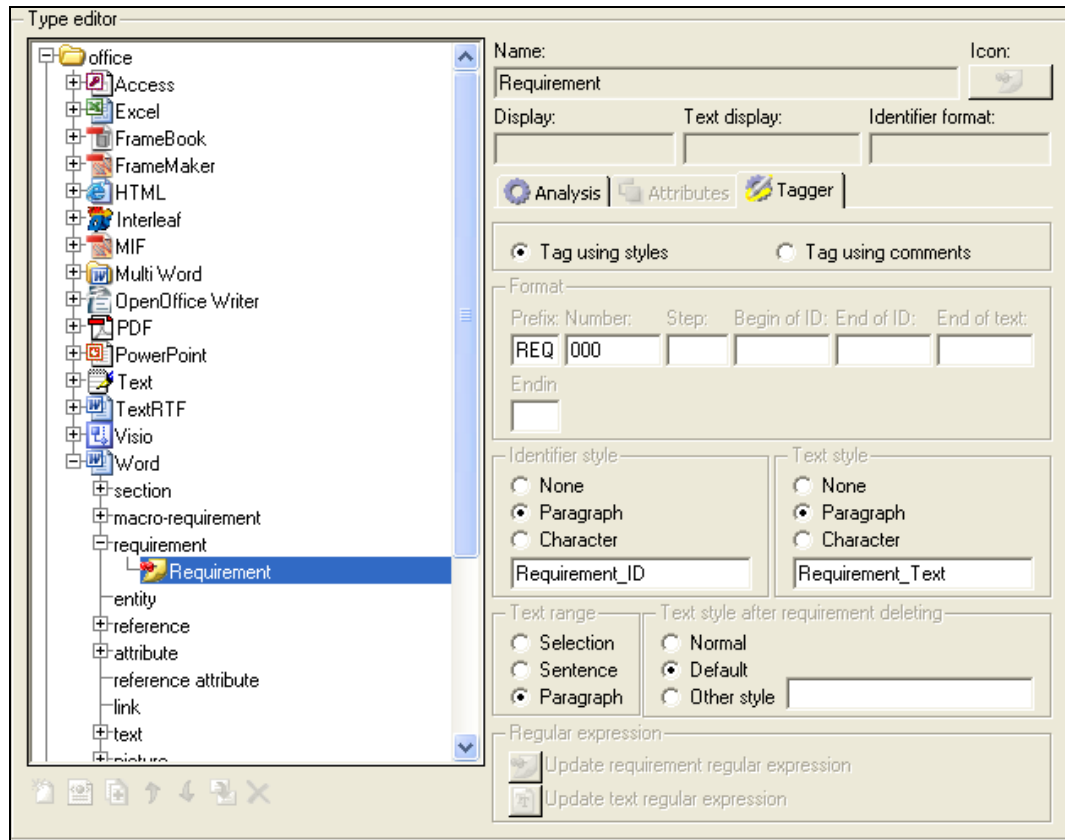 Type editor
office
Access
Excel
FrameBook
FrameMaker
HTML
Interleaf
MIF
Multi Word
OpenOffice Writer
PDF
PowerPoint
Text
TextRTF
Visio
Word
section
macro-requirement
requirement
Requirement
entity
reference
attribute
reference attribute
link
text
picture
Name: Icon:
Requirement
Display: Text display: Identifier format:
Analysis Attributes Tagger
Tag using styles Tag using comments
Format
Prefix: Number: Step: Begin of ID: End of ID: End of text:
REQ 000
Endin
Identifier style Text style
None None
Paragraph Paragraph
Character Character
Requirement_ID Requirement_Text
Text range Text style after requirement deleting
Selection Normal
Sentence Default
Paragraph Other style
Regular expression
Update requirement regular expression
Update text regular expression